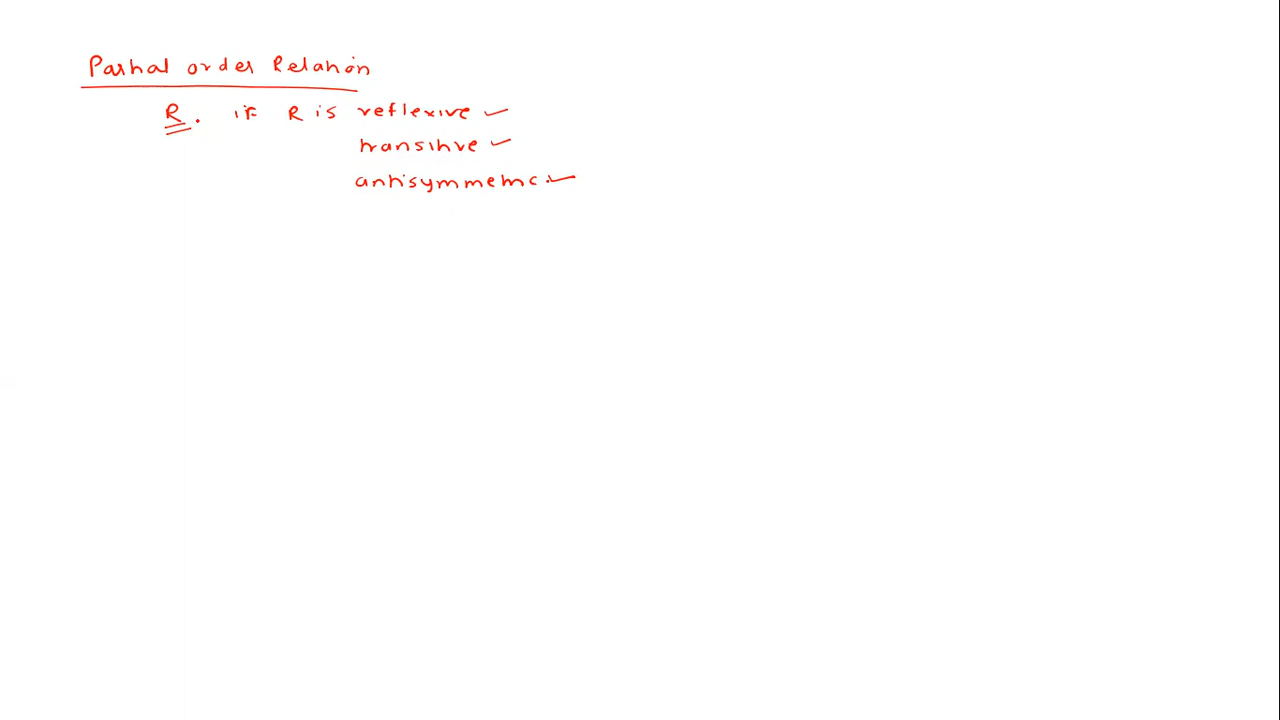 Partial order Relation
R. if R is reflexive
transitive
antisymmetric.